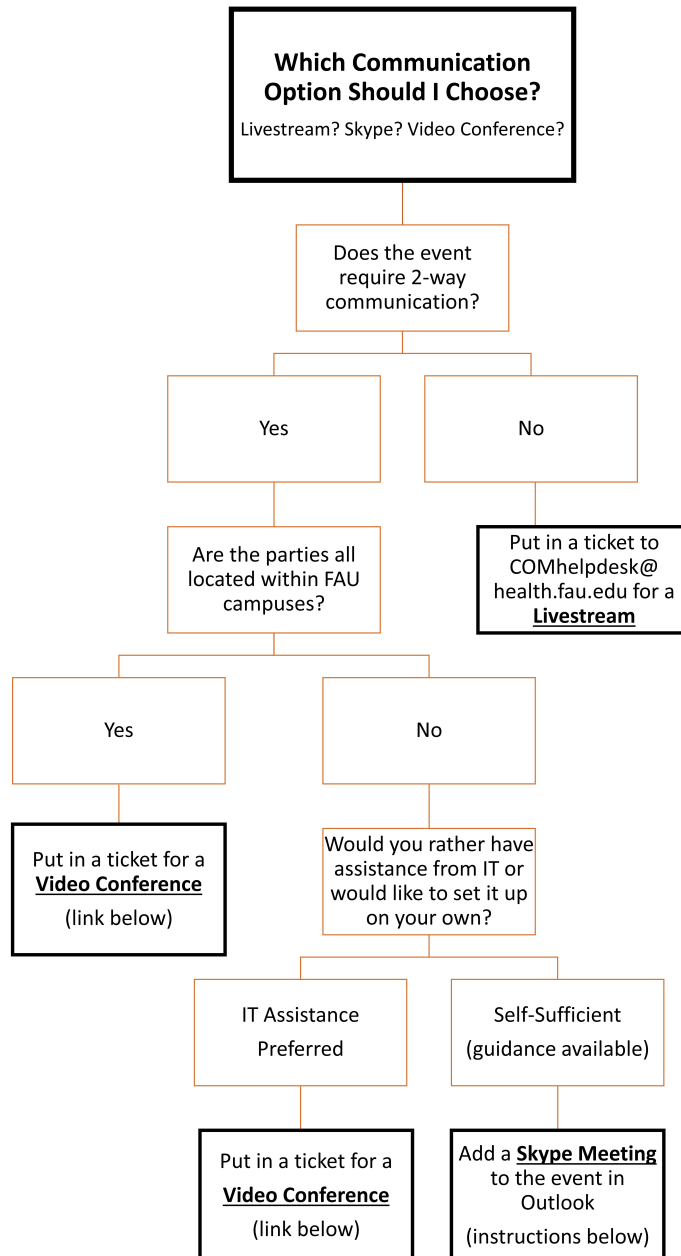 Which Communication
Option Should I Choose?
Livestream? Skype? Video Conference?
Does the event
require 2-way
communication?
Yes
No
Are the parties all
located within FAU
campuses?
Put in a ticket to
COMhelpdesk@
health.fau.edu for a
Livestream
Yes
No
Put in a ticket for a
Video Conference
(link below)
Would you rather have
assistance from IT or
would like to set it up
on your own?
IT Assistance
Preferred
Self-Sufficient
(guidance available)
Put in a ticket for a
Video Conference
(link below)
Add a Skype Meeting
to the event in
Outlook
(instructions below)